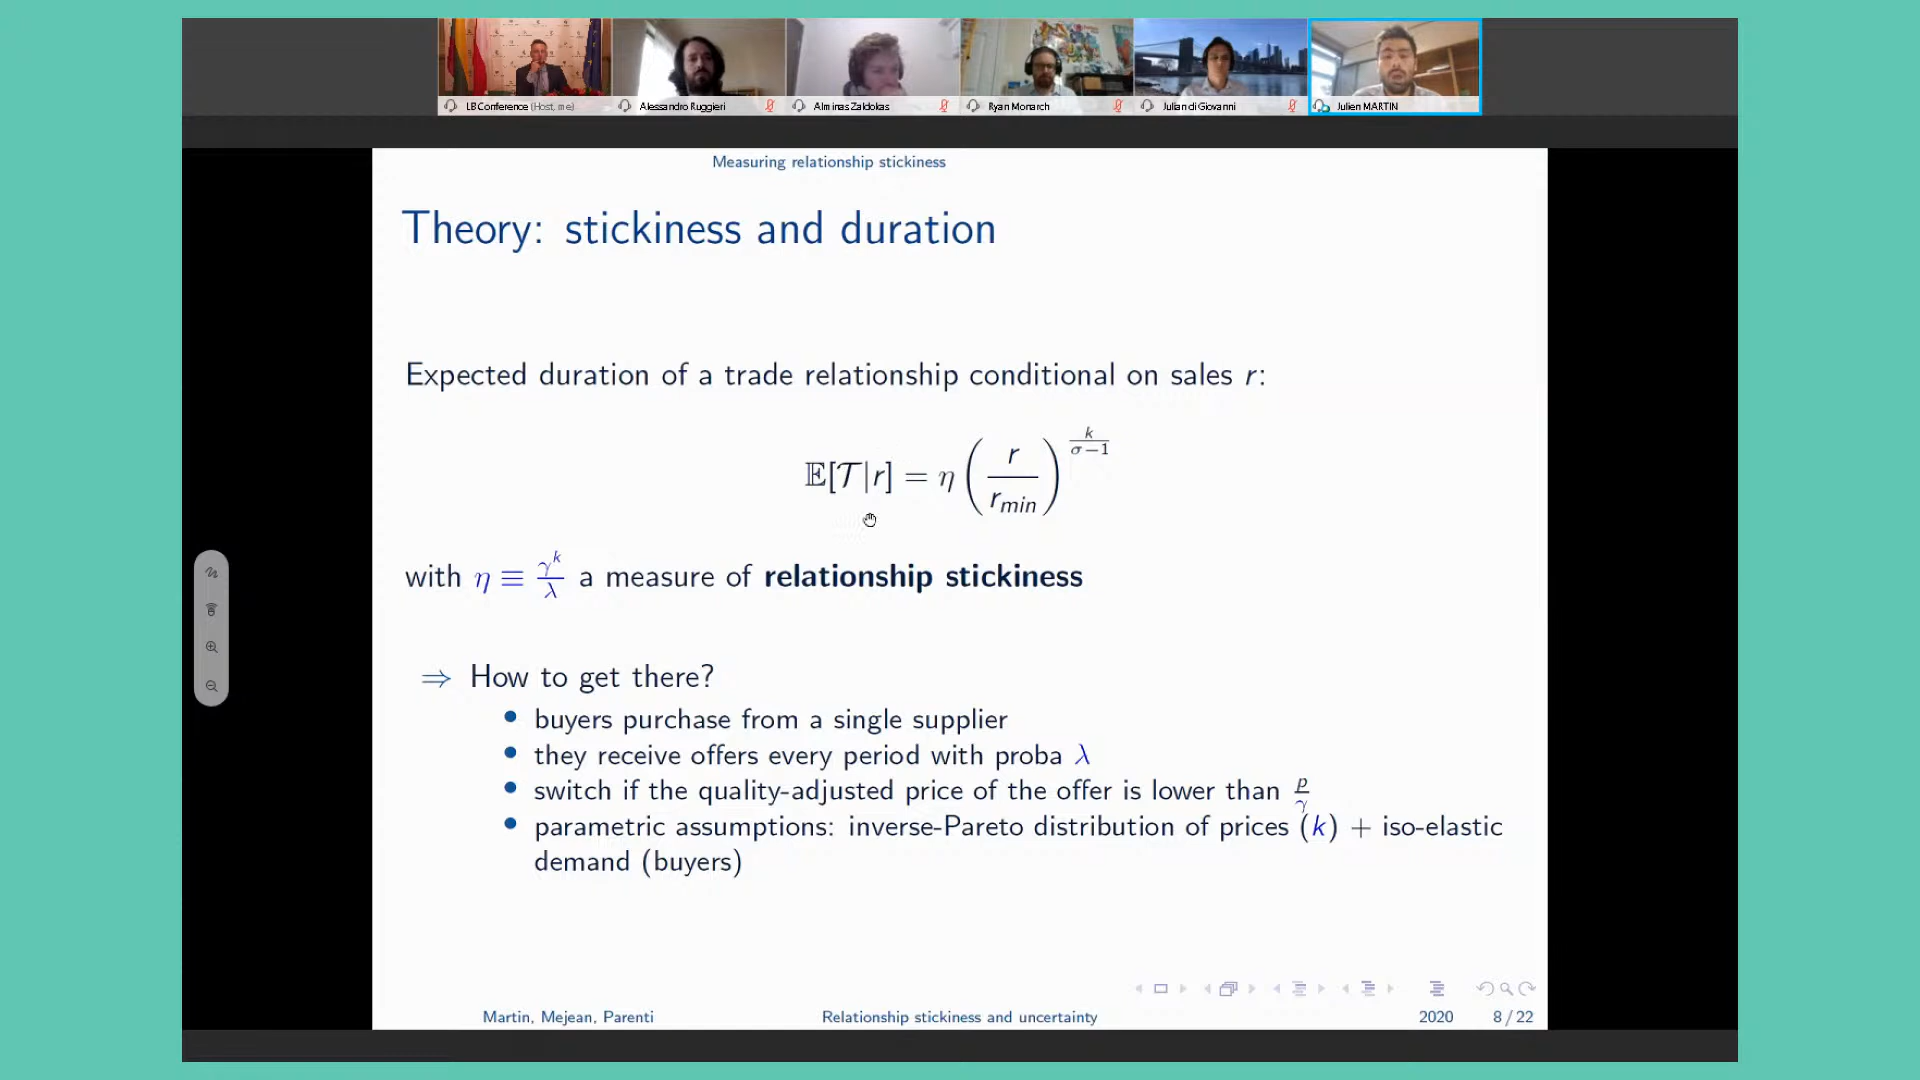 LB Conference (Host, me)
Alessandro Ruggieri
Alminas Zaldokas
Ryan Monarch
Julian di Giovanni
Julien MARTIN
Measuring relationship stickiness
Theory: stickiness and duration
Expected duration of a trade relationship conditional on sales r:
𝔼[𝒯|r] = η (r / r_min)^(k / (σ−1))
with η ≡ γ^k / λ a measure of relationship stickiness
⇒ How to get there?
• buyers purchase from a single supplier
• they receive offers every period with proba λ
• switch if the quality-adjusted price of the offer is lower than p/γ
• parametric assumptions: inverse-Pareto distribution of prices (k) + iso-elastic
demand (buyers)
Martin, Mejean, Parenti Relationship stickiness and uncertainty 2020 8 / 22